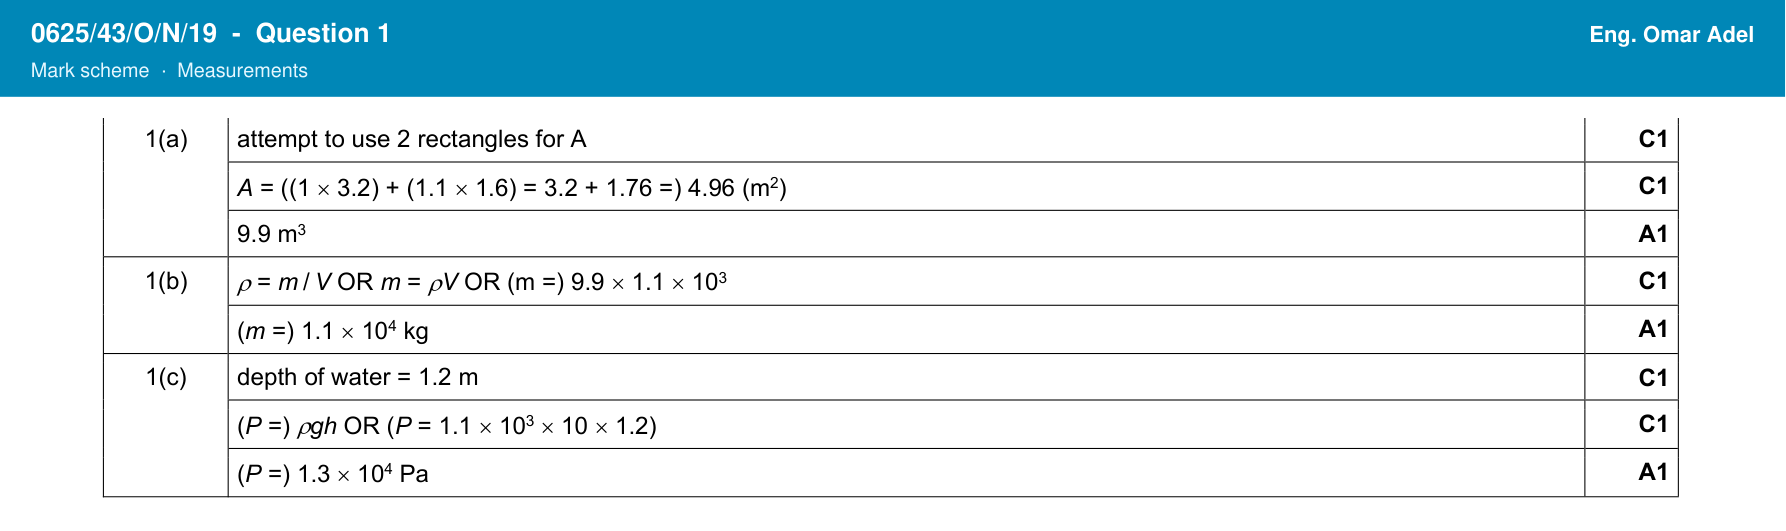 0625/43/O/N/19 - Question 1
Eng. Omar Adel
Mark scheme · Measurements
1(a) attempt to use 2 rectangles for A C1
A = ((1 × 3.2) + (1.1 × 1.6) = 3.2 + 1.76 =) 4.96 (m²) C1
9.9 m³ A1
1(b) ρ = m / V OR m = ρV OR (m =) 9.9 × 1.1 × 10³ C1
(m =) 1.1 × 10⁴ kg A1
1(c) depth of water = 1.2 m C1
(P =) ρgh OR (P = 1.1 × 10³ × 10 × 1.2) C1
(P =) 1.3 × 10⁴ Pa A1